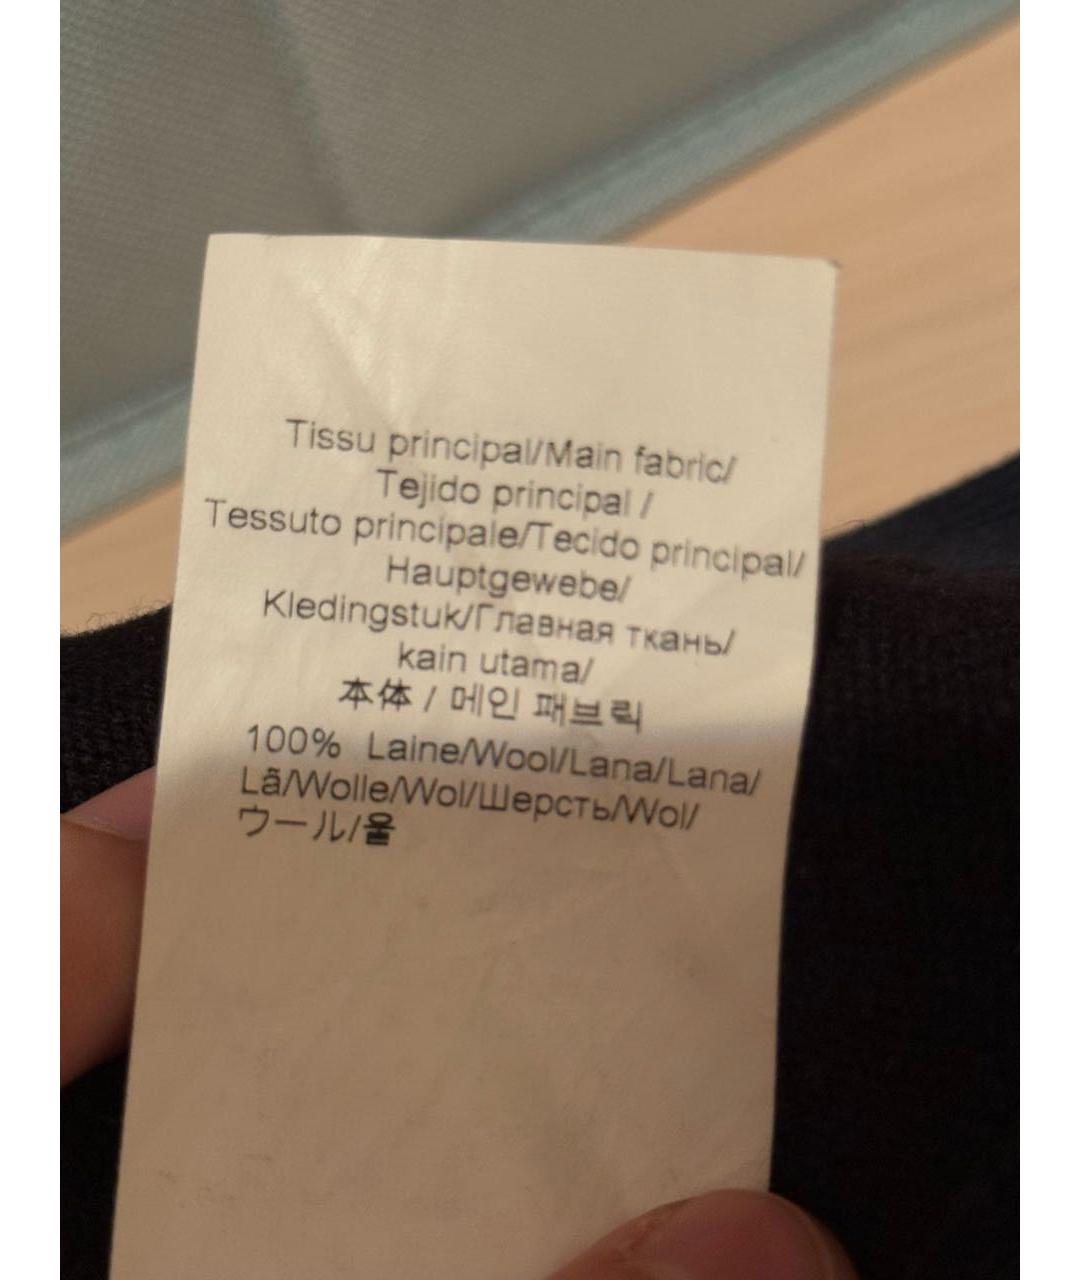 Tissu principal/Main fabric/
Tejido principal /
Tessuto principale/Tecido principal/
Hauptgewebe/
Kledingstuk/Главная ткань/
kain utama/
本体 / 메인 패브릭
100% Laine/Wool/Lana/Lana/
Lã/Wolle/Wol/Шерсть/Wol/
ウール/울